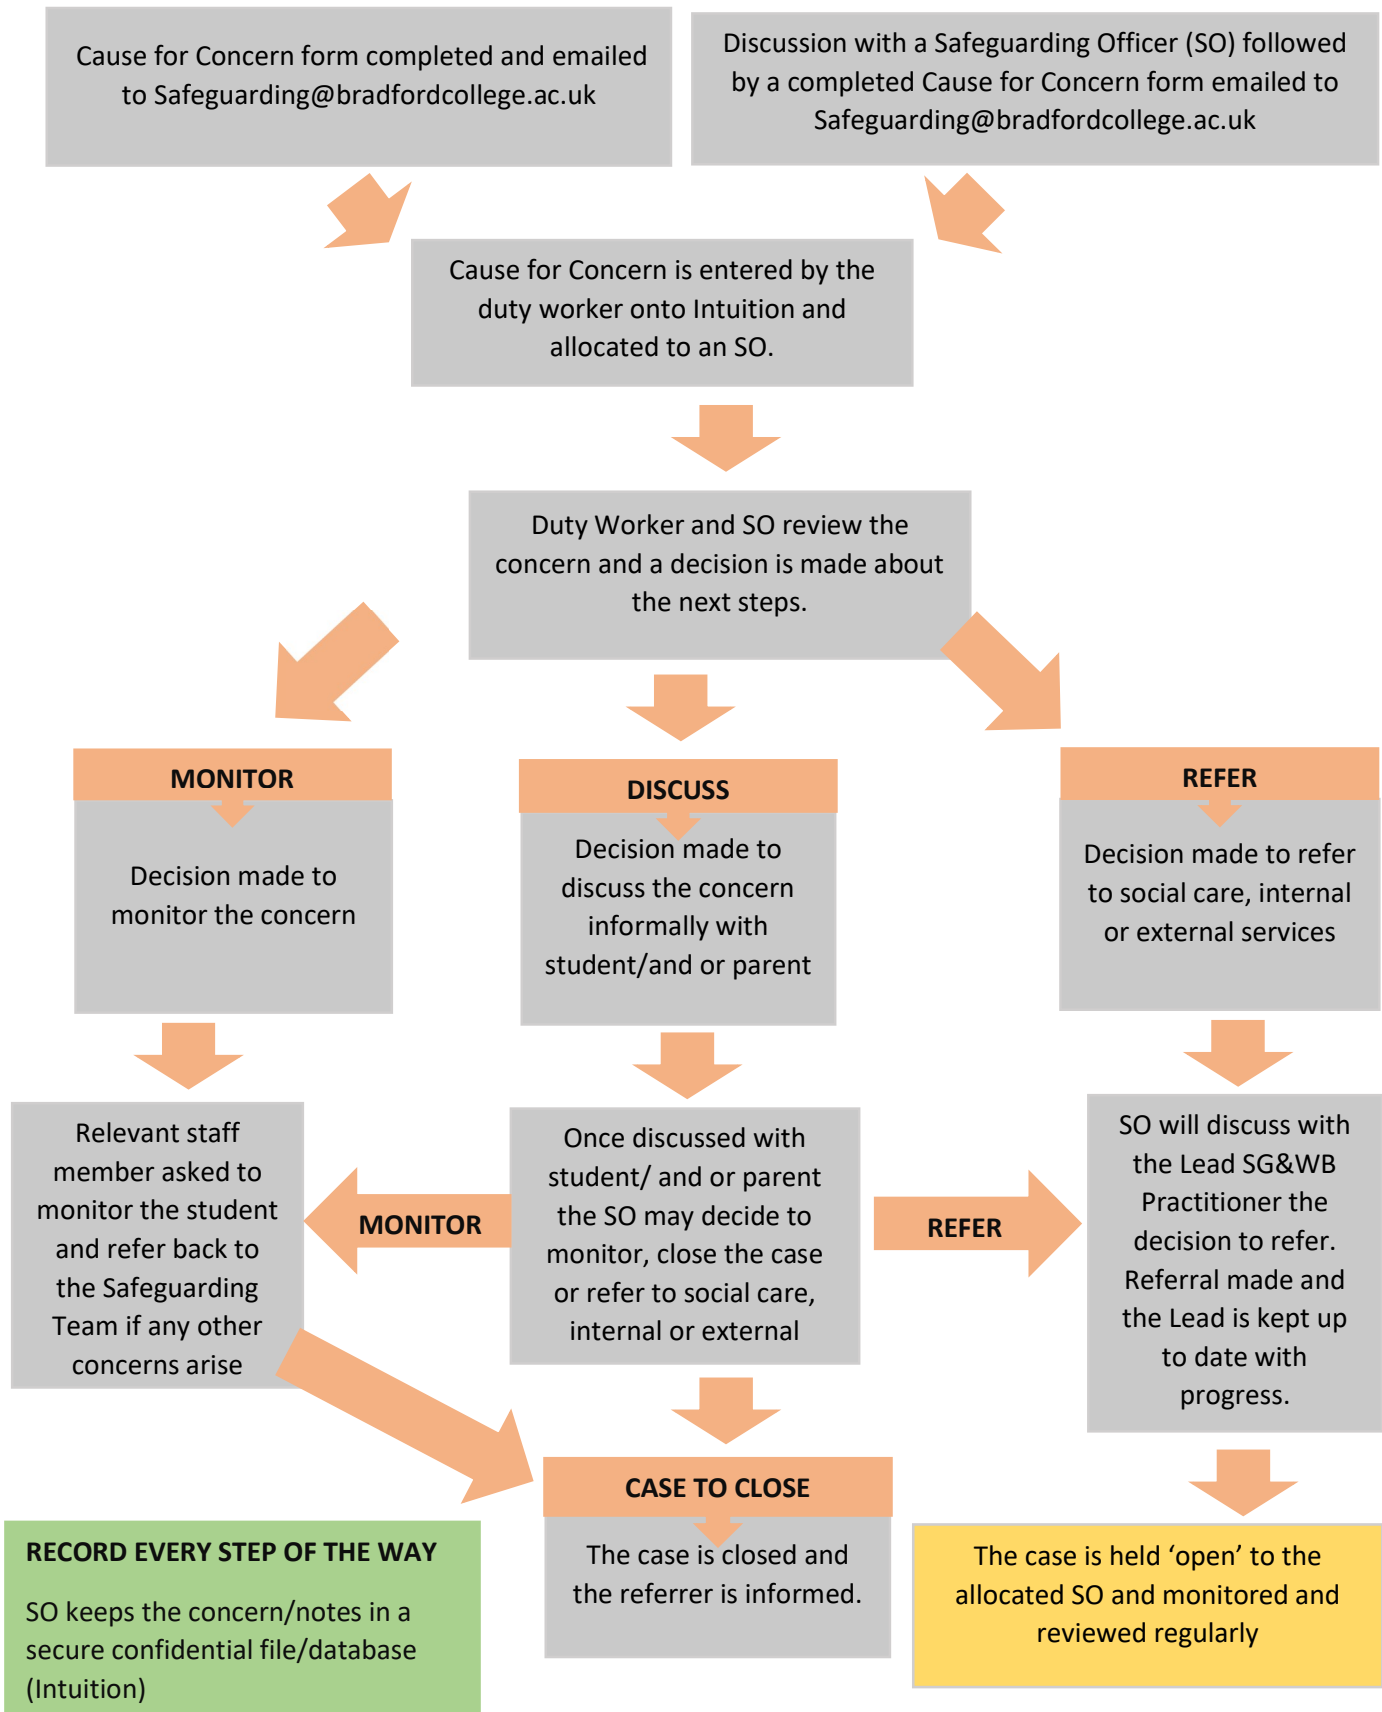 Cause for Concern form completed and emailed
to Safeguarding@bradfordcollege.ac.uk
Discussion with a Safeguarding Officer (SO) followed
by a completed Cause for Concern form emailed to
Safeguarding@bradfordcollege.ac.uk
Cause for Concern is entered by the
duty worker onto Intuition and
allocated to an SO.
Duty Worker and SO review the
concern and a decision is made about
the next steps.
MONITOR
Decision made to
monitor the concern
DISCUSS
Decision made to
discuss the concern
informally with
student/and or parent
REFER
Decision made to refer
to social care, internal
or external services
Relevant staff
member asked to
monitor the student
and refer back to
the Safeguarding
Team if any other
concerns arise
MONITOR
Once discussed with
student/ and or parent
the SO may decide to
monitor, close the case
or refer to social care,
internal or external
REFER
SO will discuss with
the Lead SG&WB
Practitioner the
decision to refer.
Referral made and
the Lead is kept up
to date with
progress.
CASE TO CLOSE
The case is closed and
the referrer is informed.
RECORD EVERY STEP OF THE WAY
SO keeps the concern/notes in a
secure confidential file/database
(Intuition)
The case is held ‘open’ to the
allocated SO and monitored and
reviewed regularly